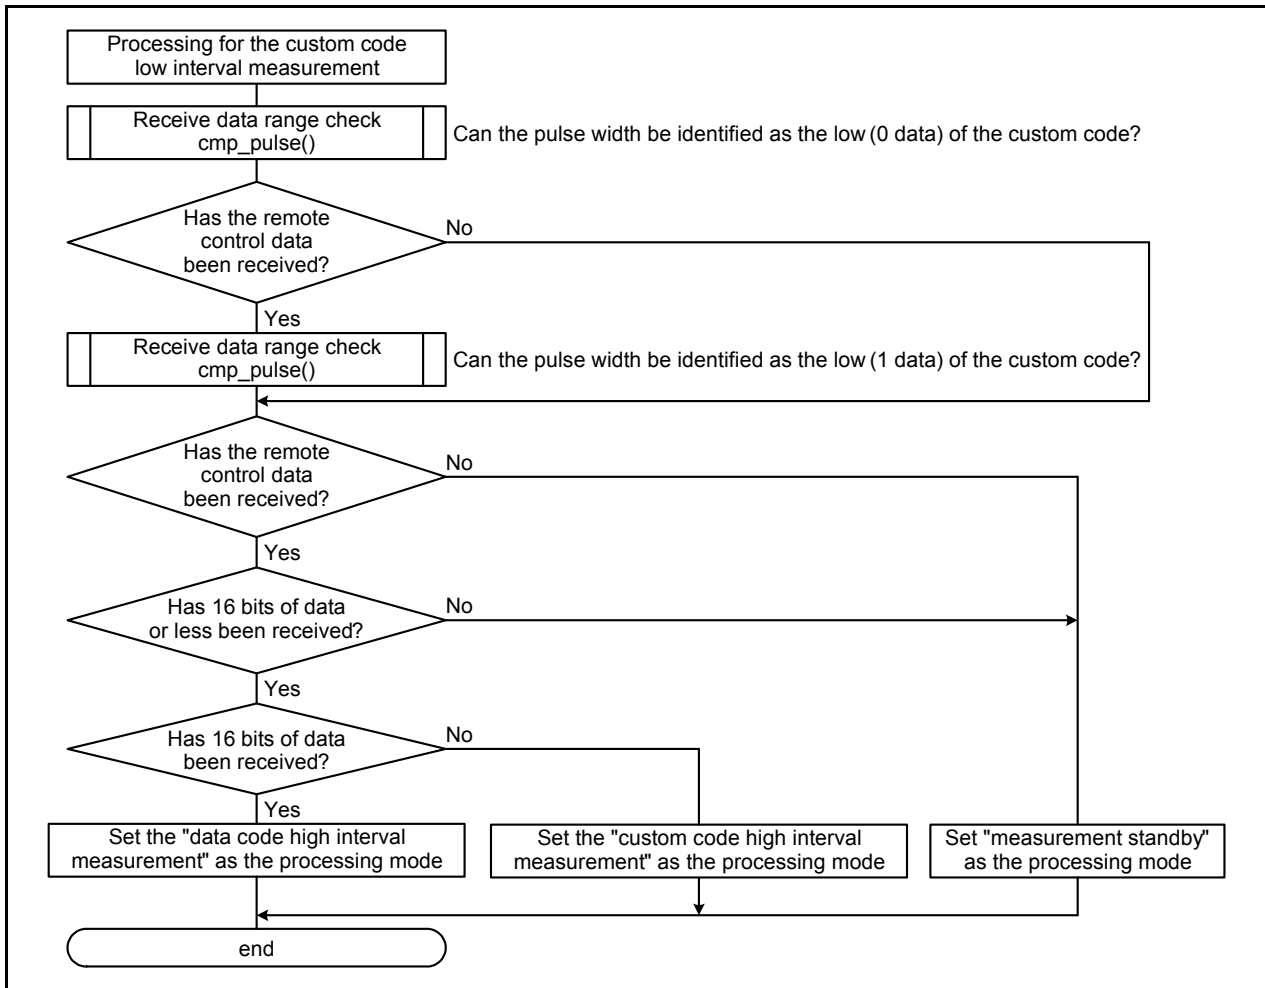 Processing for the custom code
low interval measurement
Receive data range check
cmp_pulse()
Can the pulse width be identified as the low (0 data) of the custom code?
Has the remote
control data
been received?
No
Yes
Receive data range check
cmp_pulse()
Can the pulse width be identified as the low (1 data) of the custom code?
Has the remote
control data
been received?
No
Yes
Has 16 bits of data
or less been received?
No
Yes
Has 16 bits of data
been received?
No
Yes
Set the "data code high interval
measurement" as the processing mode
Set the "custom code high interval
measurement" as the processing mode
Set "measurement standby"
as the processing mode
end